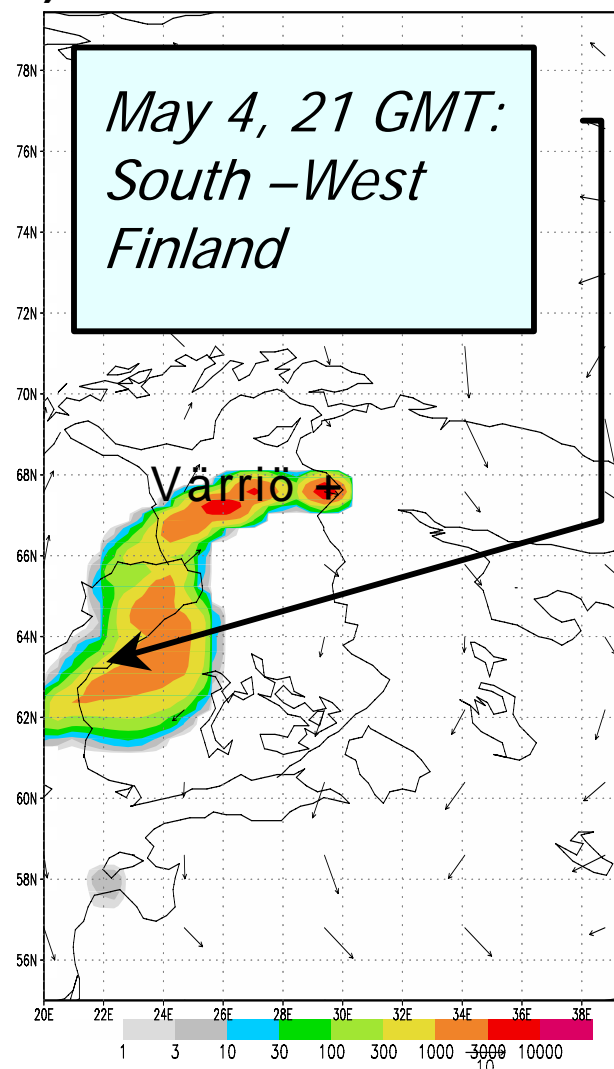 May 4, 21 GMT:
South –West
Finland
78N
76N
74N
72N
70N
68N
Värriö +
66N
64N
62N
60N
58N
56N
20E 22E 24E 26E 28E 30E 32E 34E 36E 38E
1 3 10 30 100 300 1000 3000 10000
10